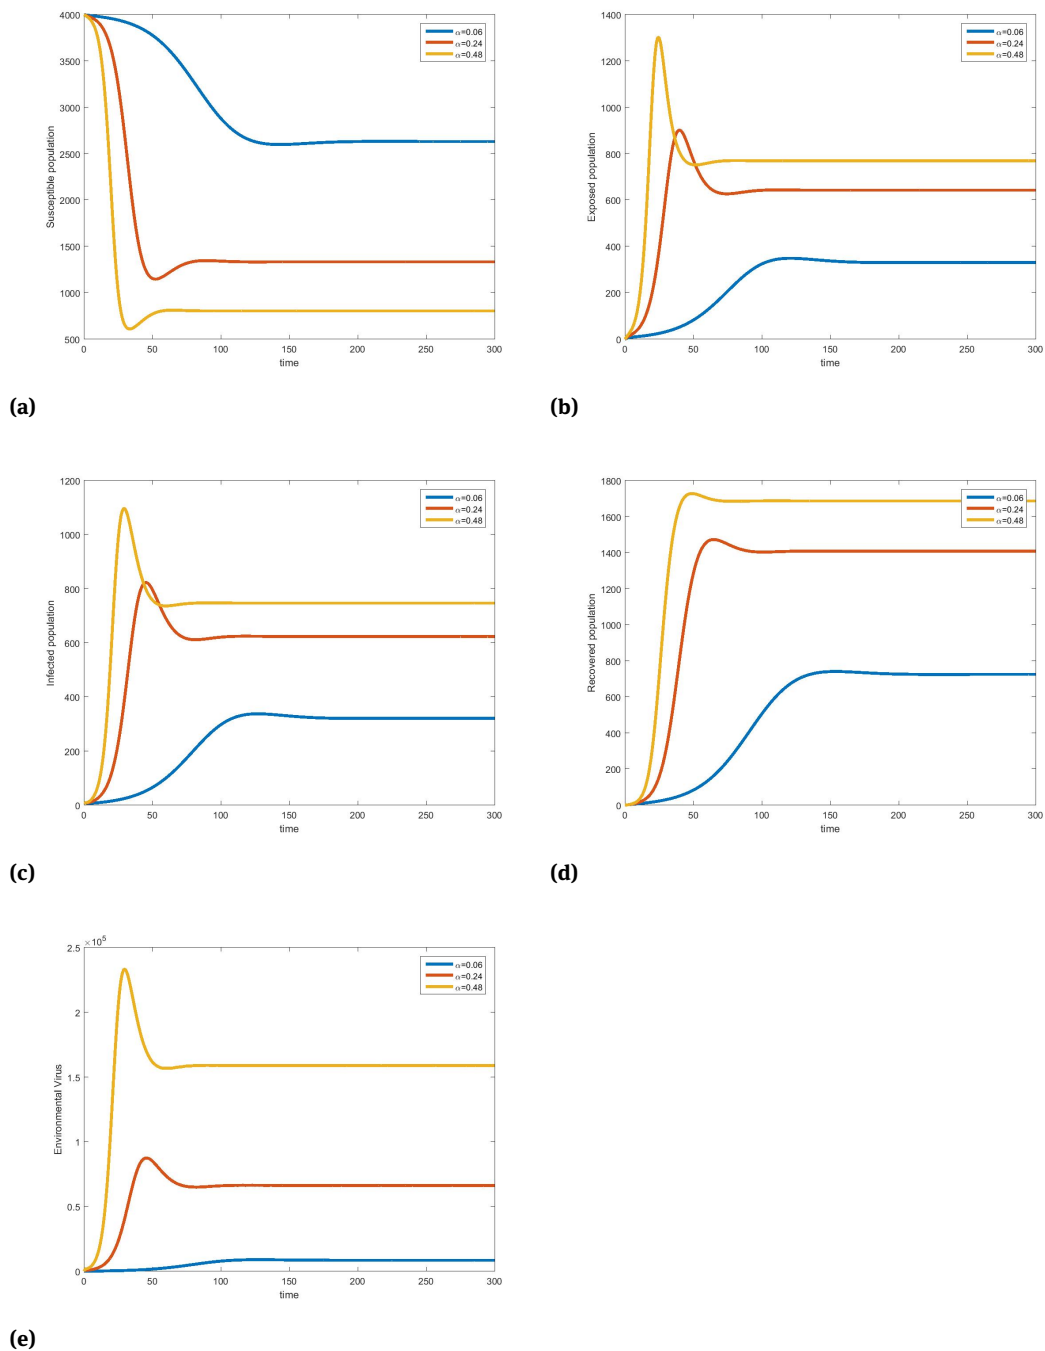 4000
3500
3000
2500
2000
1500
1000
500
Susceptible population
0 50 100 150 200 250 300
time
α=0.06
α=0.24
α=0.48
(a)
1400
1200
1000
800
600
400
200
0
Exposed population
0 50 100 150 200 250 300
time
α=0.06
α=0.24
α=0.48
(b)
1200
1000
800
600
400
200
0
Infected population
0 50 100 150 200 250 300
time
α=0.06
α=0.24
α=0.48
(c)
1800
1600
1400
1200
1000
800
600
400
200
0
Recovered population
0 50 100 150 200 250 300
time
α=0.06
α=0.24
α=0.48
(d)
×10⁵
2.5
2
1.5
1
0.5
0
Environmental Virus
0 50 100 150 200 250 300
time
α=0.06
α=0.24
α=0.48
(e)